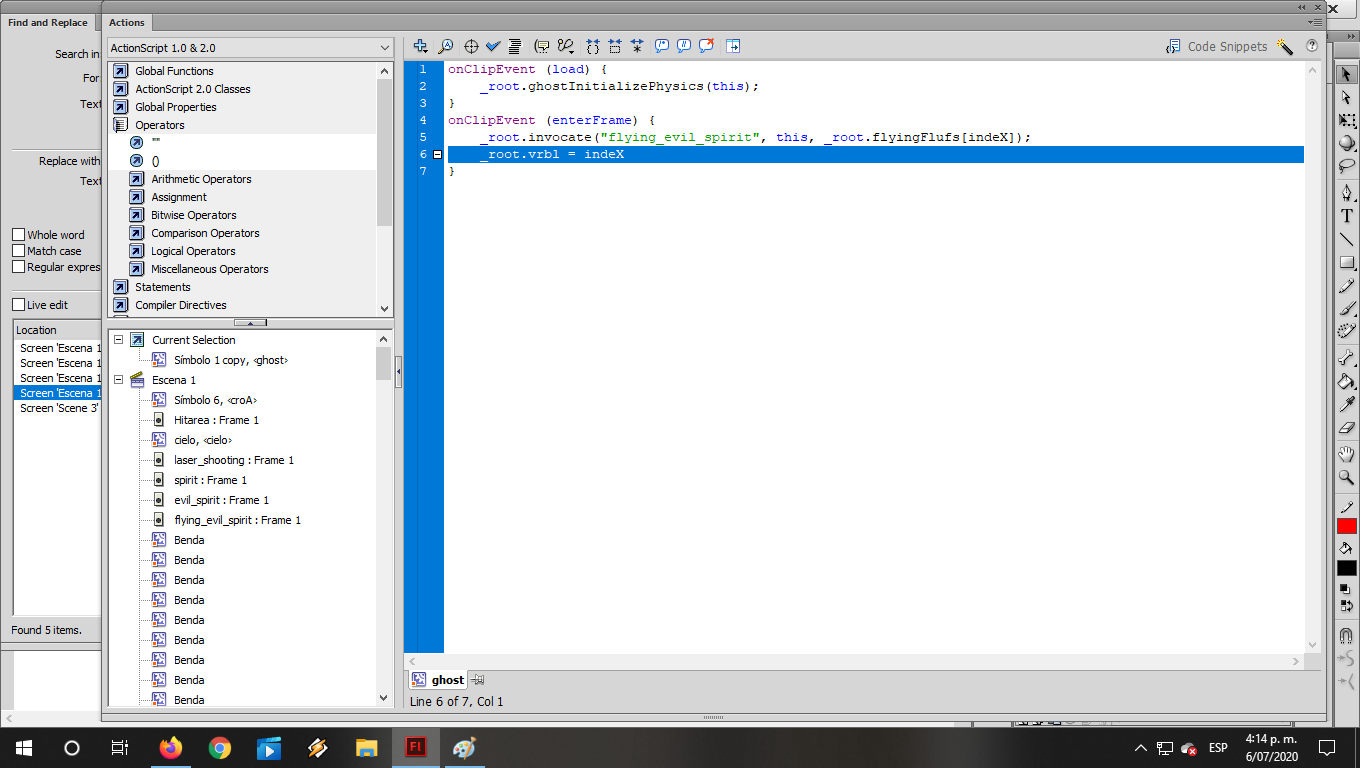 Find and Replace
Search in
For:
Text
Replace with
Text
Whole word
Match case
Regular expres
Live edit
Location
Screen 'Escena 1
Screen 'Escena 1
Screen 'Escena 1
Screen 'Escena 1
Screen 'Scene 3'
Found 5 items.
Actions
ActionScript 1.0 & 2.0
Global Functions
ActionScript 2.0 Classes
Global Properties
Operators
""
()
Arithmetic Operators
Assignment
Bitwise Operators
Comparison Operators
Logical Operators
Miscellaneous Operators
Statements
Compiler Directives
Current Selection
Símbolo 1 copy, <ghost>
Escena 1
Símbolo 6, <croA>
Hitarea : Frame 1
cielo, <cielo>
laser_shooting : Frame 1
spirit : Frame 1
evil_spirit : Frame 1
flying_evil_spirit : Frame 1
Benda
Benda
Benda
Benda
Benda
Benda
Benda
Benda
Benda
Code Snippets
1 onClipEvent (load) {
2 _root.ghostInitializePhysics(this);
3 }
4 onClipEvent (enterFrame) {
5 _root.invocate("flying_evil_spirit", this, _root.flyingFlufs[indeX]);
6 _root.vrbl = indeX
7 }
ghost
Line 6 of 7, Col 1
Fl
ESP
4:14 p. m.
6/07/2020